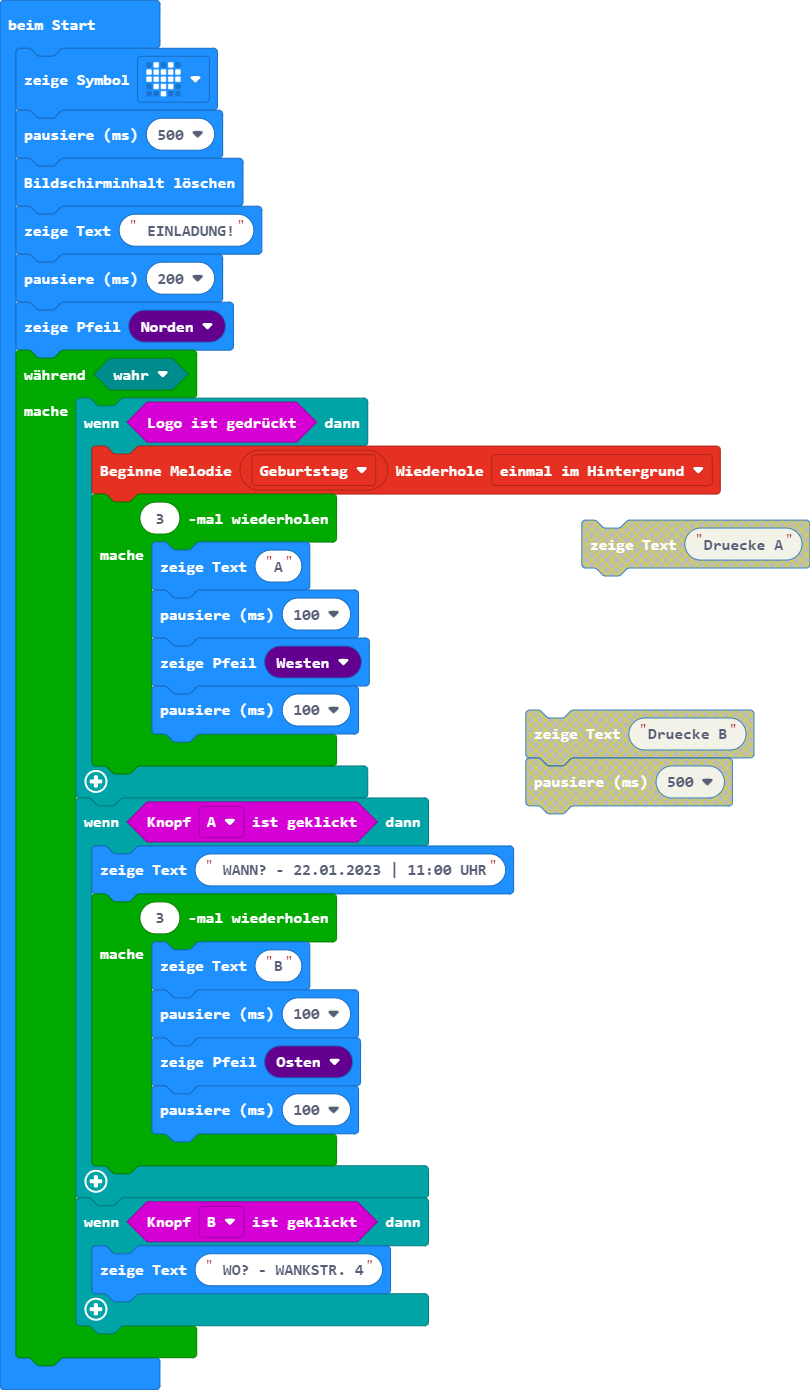 beim Start
zeige Symbol
pausiere (ms) 500
Bildschirminhalt löschen
zeige Text " EINLADUNG!"
pausiere (ms) 200
zeige Pfeil Norden
während wahr
mache
wenn Logo ist gedrückt dann
Beginne Melodie Geburtstag Wiederhole einmal im Hintergrund
3 -mal wiederholen
mache
zeige Text "A"
pausiere (ms) 100
zeige Pfeil Westen
pausiere (ms) 100
wenn Knopf A ist geklickt dann
zeige Text " WANN? - 22.01.2023 | 11:00 UHR"
3 -mal wiederholen
mache
zeige Text "B"
pausiere (ms) 100
zeige Pfeil Osten
pausiere (ms) 100
wenn Knopf B ist geklickt dann
zeige Text " WO? - WANKSTR. 4"
zeige Text "Druecke A"
zeige Text "Druecke B"
pausiere (ms) 500